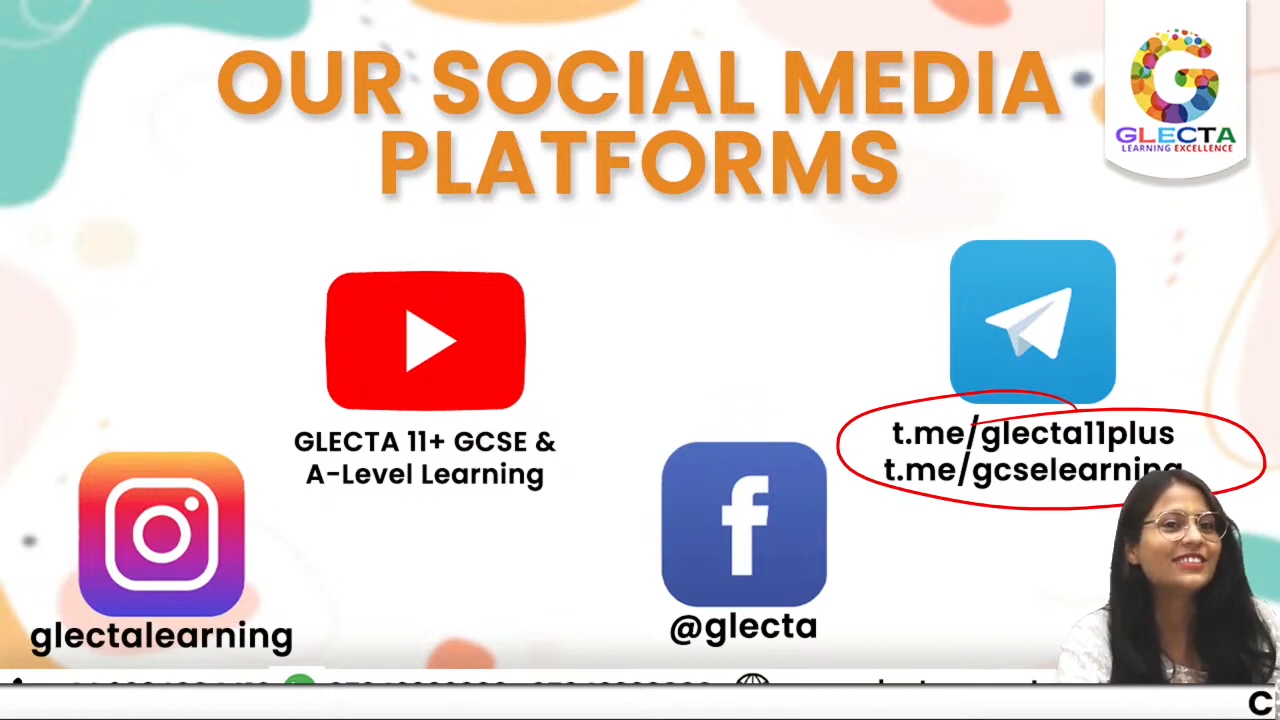 OUR SOCIAL MEDIA
PLATFORMS
GLECTA
LEARNING EXCELLENCE
GLECTA 11+ GCSE &
A-Level Learning
t.me/glecta11plus
t.me/gcselearning
glectalearning
@glecta
C